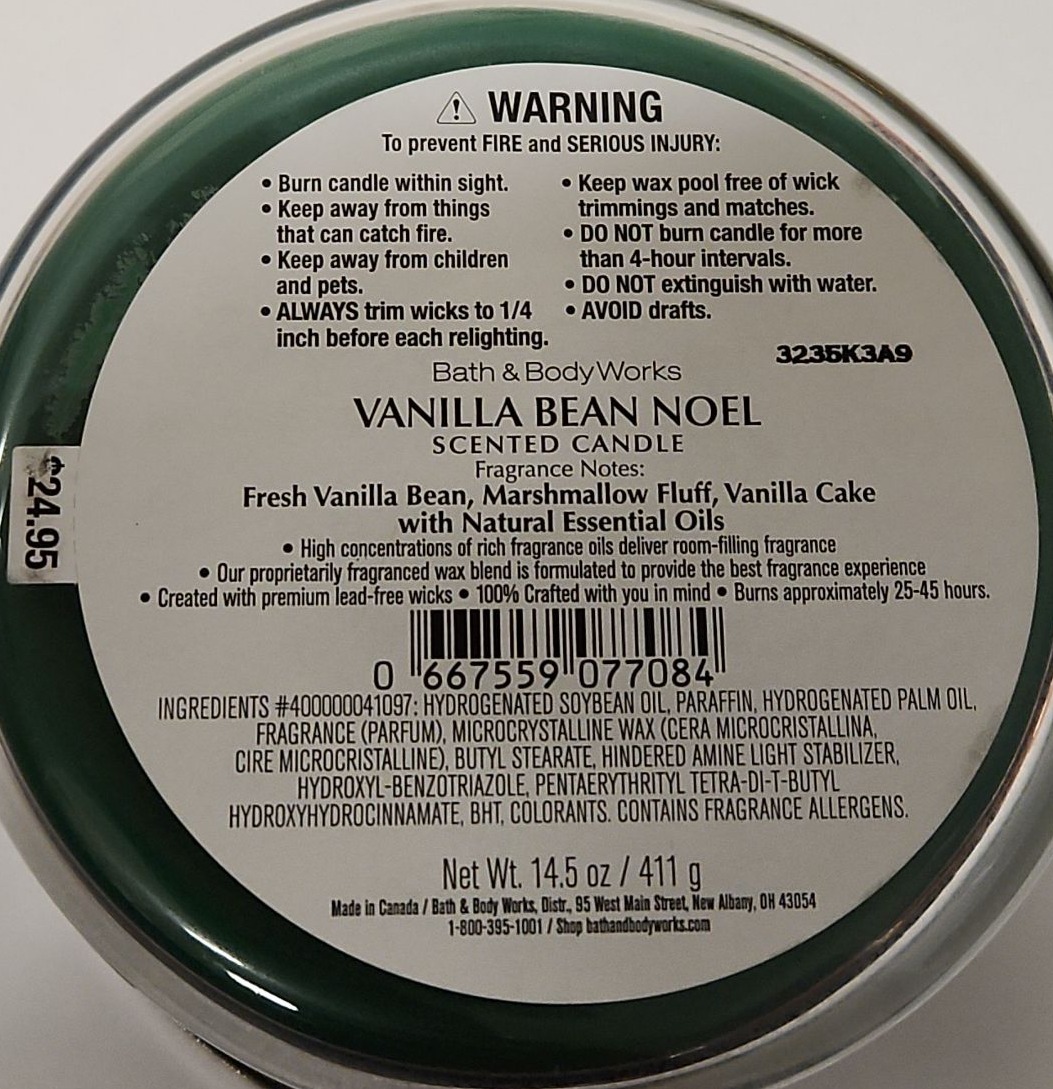 WARNING
To prevent FIRE and SERIOUS INJURY:
• Burn candle within sight.
• Keep away from things
that can catch fire.
• Keep away from children
and pets.
• ALWAYS trim wicks to 1/4
inch before each relighting.
• Keep wax pool free of wick
trimmings and matches.
• DO NOT burn candle for more
than 4-hour intervals.
• DO NOT extinguish with water.
• AVOID drafts.
3235K3A9
Bath & Body Works
VANILLA BEAN NOEL
SCENTED CANDLE
Fragrance Notes:
Fresh Vanilla Bean, Marshmallow Fluff, Vanilla Cake
with Natural Essential Oils
• High concentrations of rich fragrance oils deliver room-filling fragrance
• Our proprietarily fragranced wax blend is formulated to provide the best fragrance experience
• Created with premium lead-free wicks • 100% Crafted with you in mind • Burns approximately 25-45 hours.
$24.95
0 667559 077084
INGREDIENTS #400000041097: HYDROGENATED SOYBEAN OIL, PARAFFIN, HYDROGENATED PALM OIL,
FRAGRANCE (PARFUM), MICROCRYSTALLINE WAX (CERA MICROCRISTALLINA,
CIRE MICROCRISTALLINE), BUTYL STEARATE, HINDERED AMINE LIGHT STABILIZER,
HYDROXYL-BENZOTRIAZOLE, PENTAERYTHRITYL TETRA-DI-T-BUTYL
HYDROXYHYDROCINNAMATE, BHT, COLORANTS. CONTAINS FRAGRANCE ALLERGENS.
Net Wt. 14.5 oz / 411 g
Made in Canada / Bath & Body Works, Distr., 95 West Main Street, New Albany, OH 43054
1-800-395-1001 / Shop bathandbodyworks.com